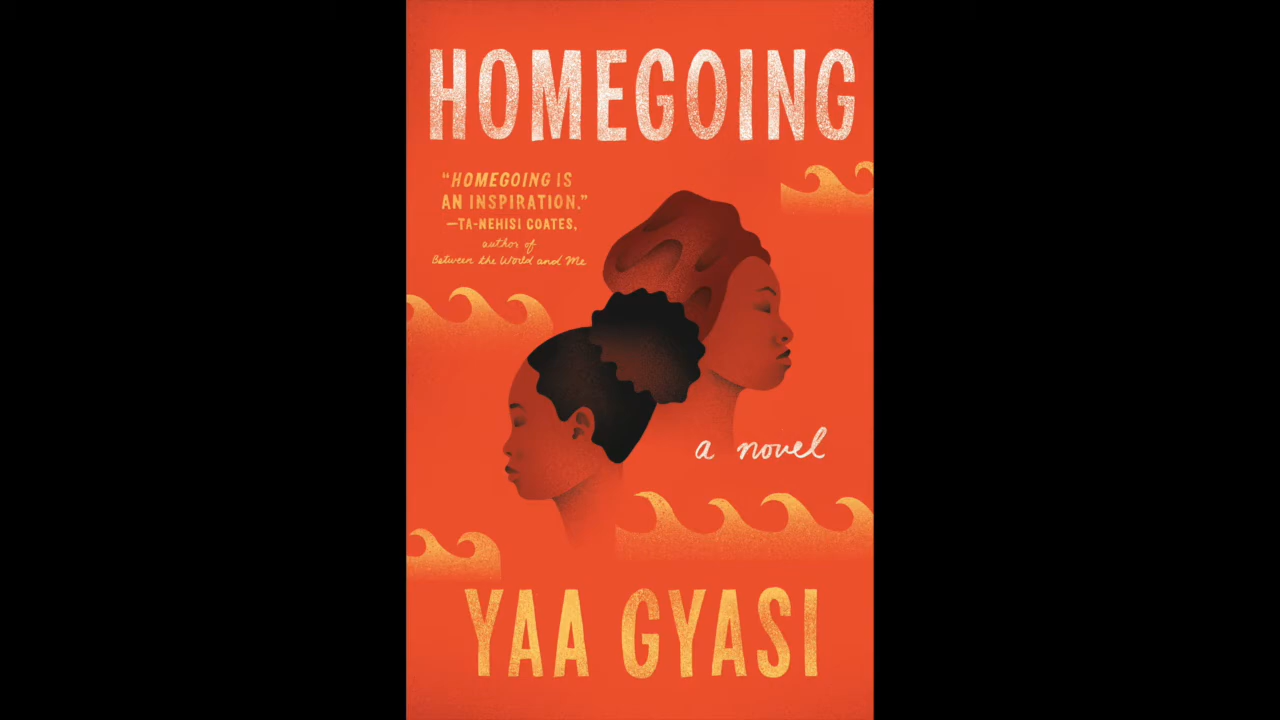 HOMEGOING
“HOMEGOING IS
AN INSPIRATION.”
—TA-NEHISI COATES,
author of
Between the World and Me
a novel
YAA GYASI